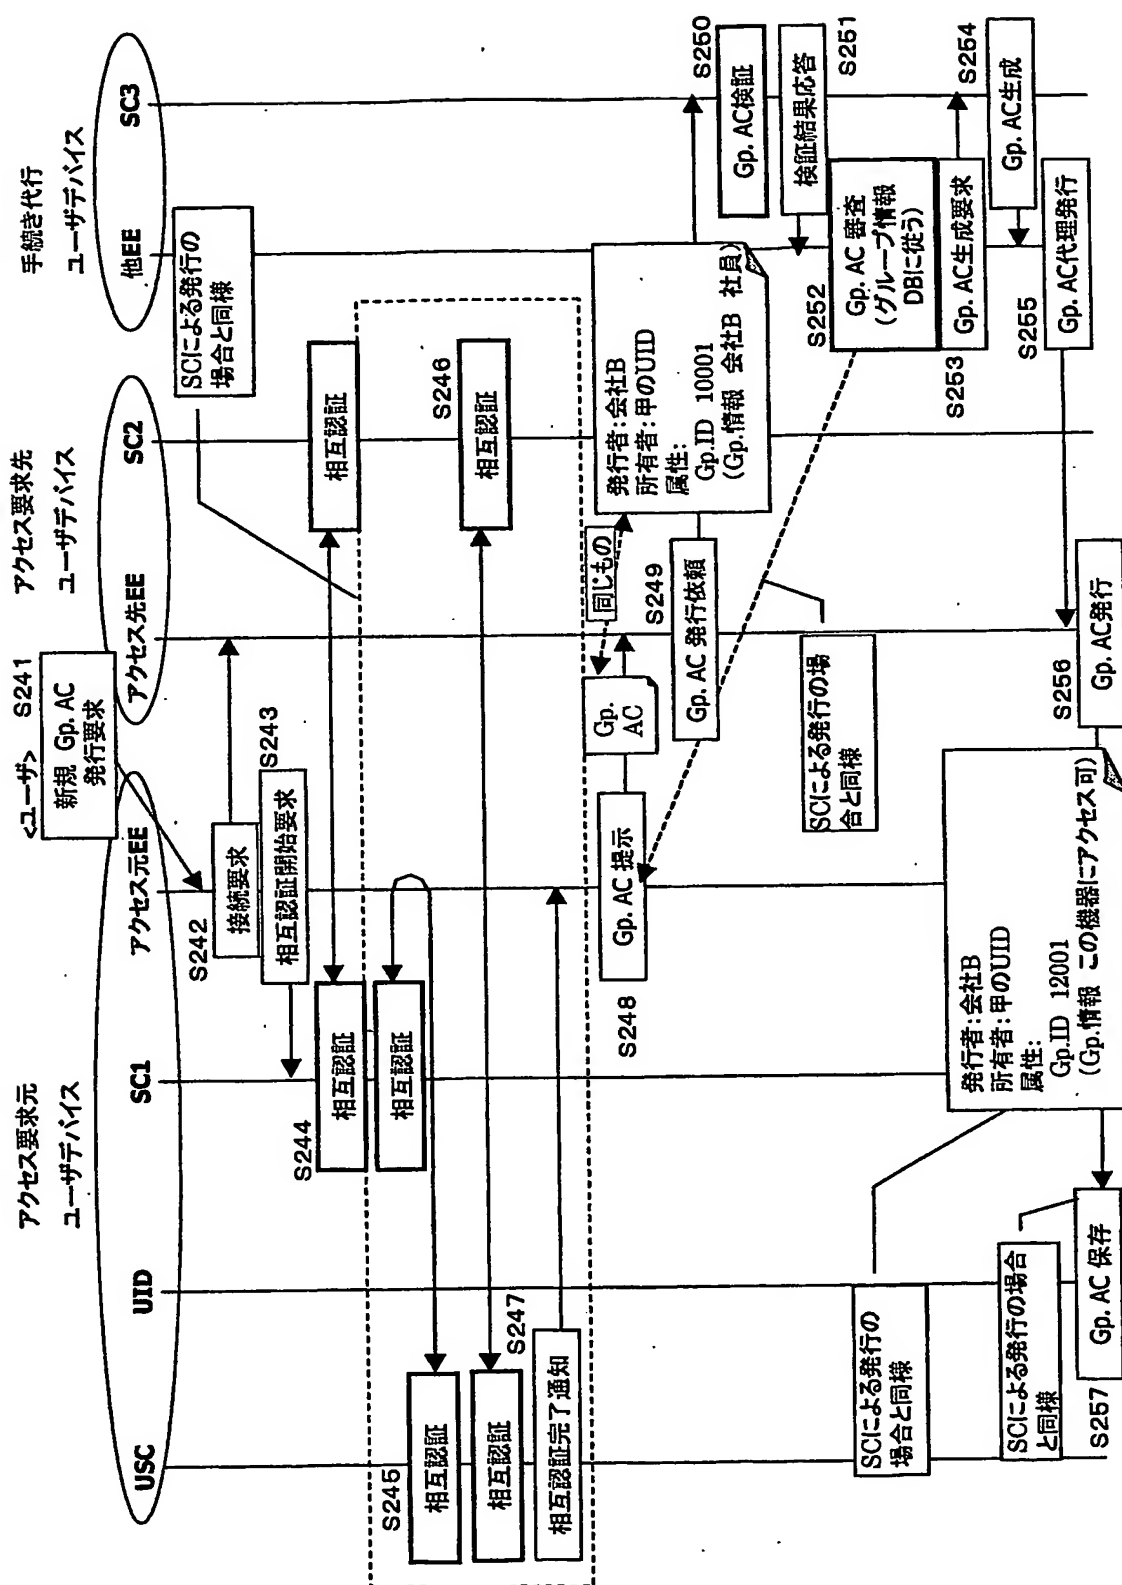 アクセス要求元
ユーザデバイス
USC
UID
SC1
アクセス元EE
<ユーザ> S241
新規 Gp. AC
発行要求
アクセス要求先
ユーザデバイス
アクセス先EE
SC2
手続き代行
ユーザデバイス
他EE
SC3
SCIによる発行の
場合と同様
S242
接続要求
S243
相互認証開始要求
S244
相互認証
相互認証
相互認証
S245
相互認証
S246
相互認証
相互認証
S247
相互認証完了通知
S248
Gp. AC 提示
Gp.
AC
同じもの
発行者:会社B
所有者:甲のUID
属性:
Gp.ID 10001
(Gp.情報 会社B 社員)
S249
Gp. AC 発行依頼
S250
Gp. AC検証
S251
検証結果応答
S252
Gp. AC 審査
(グループ情報
DBに従う)
SCIによる発行の場
合と同様
S253
Gp. AC生成要求
S254
Gp. AC生成
S255
Gp. AC代理発行
S256
Gp. AC発行
発行者:会社B
所有者:甲のUID
属性:
Gp.ID 12001
(Gp.情報 この機器にアクセス可)
SCIによる発行の
場合と同様
SCIによる発行の場合
と同様
S257
Gp. AC 保存